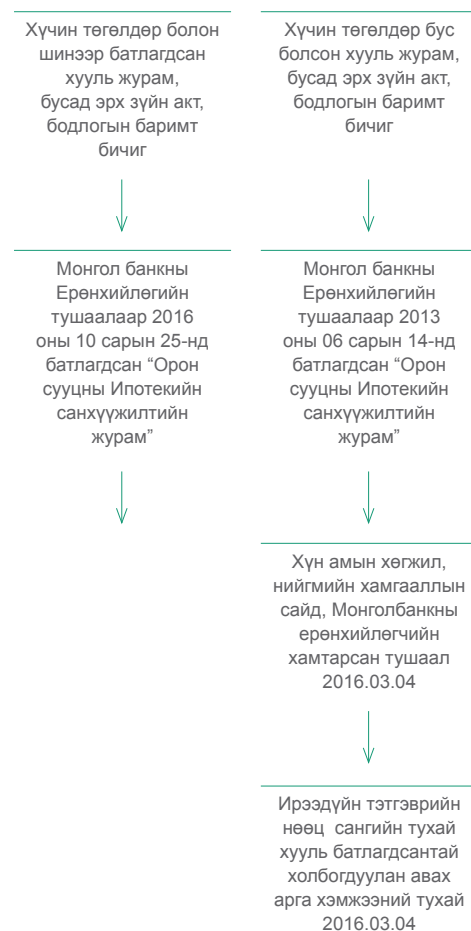 Хүчин төгөлдөр болон
шинээр батлагдсан
хууль журам,
бусад эрх зүйн акт,
бодлогын баримт
бичиг
Хүчин төгөлдөр бус
болсон хууль журам,
бусад эрх зүйн акт,
бодлогын баримт
бичиг
Монгол банкны
Ерөнхийлөгийн
тушаалаар 2016
оны 10 сарын 25-нд
батлагдсан “Орон
сууцны Ипотекийн
санхүүжилтийн
журам”
Монгол банкны
Ерөнхийлөгийн
тушаалаар 2013
оны 06 сарын 14-нд
батлагдсан “Орон
сууцны Ипотекийн
санхүүжилтийн
журам”
Хүн амын хөгжил,
нийгмийн хамгааллын
сайд, Монголбанкны
ерөнхийлөгчийн
хамтарсан тушаал
2016.03.04
Ирээдүйн тэтгэврийн
нөөц сангийн тухай
хууль батлагдсантай
холбогдуулан авах
арга хэмжээний тухай
2016.03.04